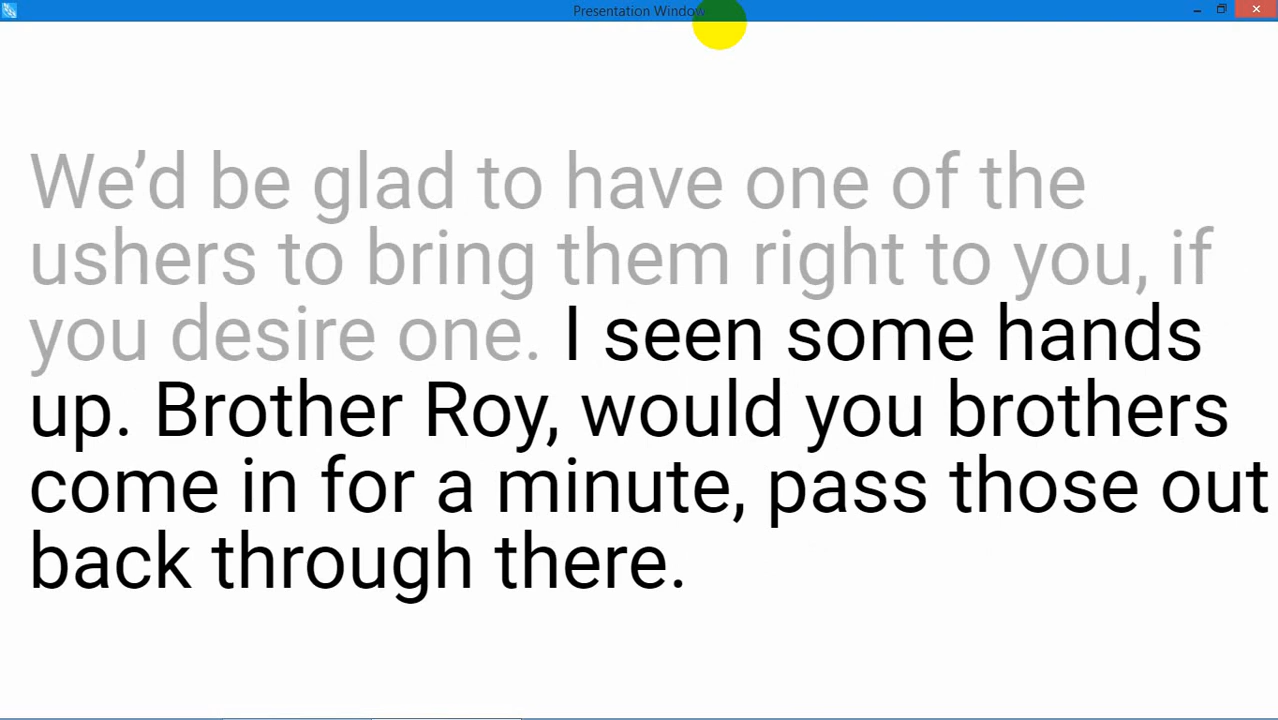 Presentation Window
We’d be glad to have one of the
ushers to bring them right to you, if
you desire one. I seen some hands
up. Brother Roy, would you brothers
come in for a minute, pass those out
back through there.